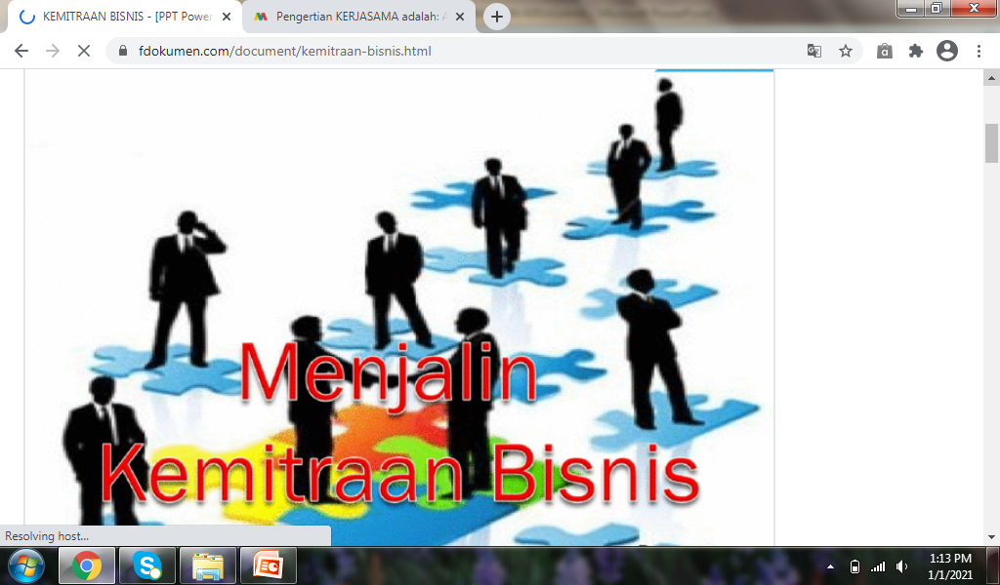 KEMITRAAN BISNIS - [PPT Power
Pengertian KERJASAMA adalah: A
fdokumen.com/document/kemitraan-bisnis.html
Menjalin
Kemitraan Bisnis
Resolving host...
1:13 PM
1/1/2021